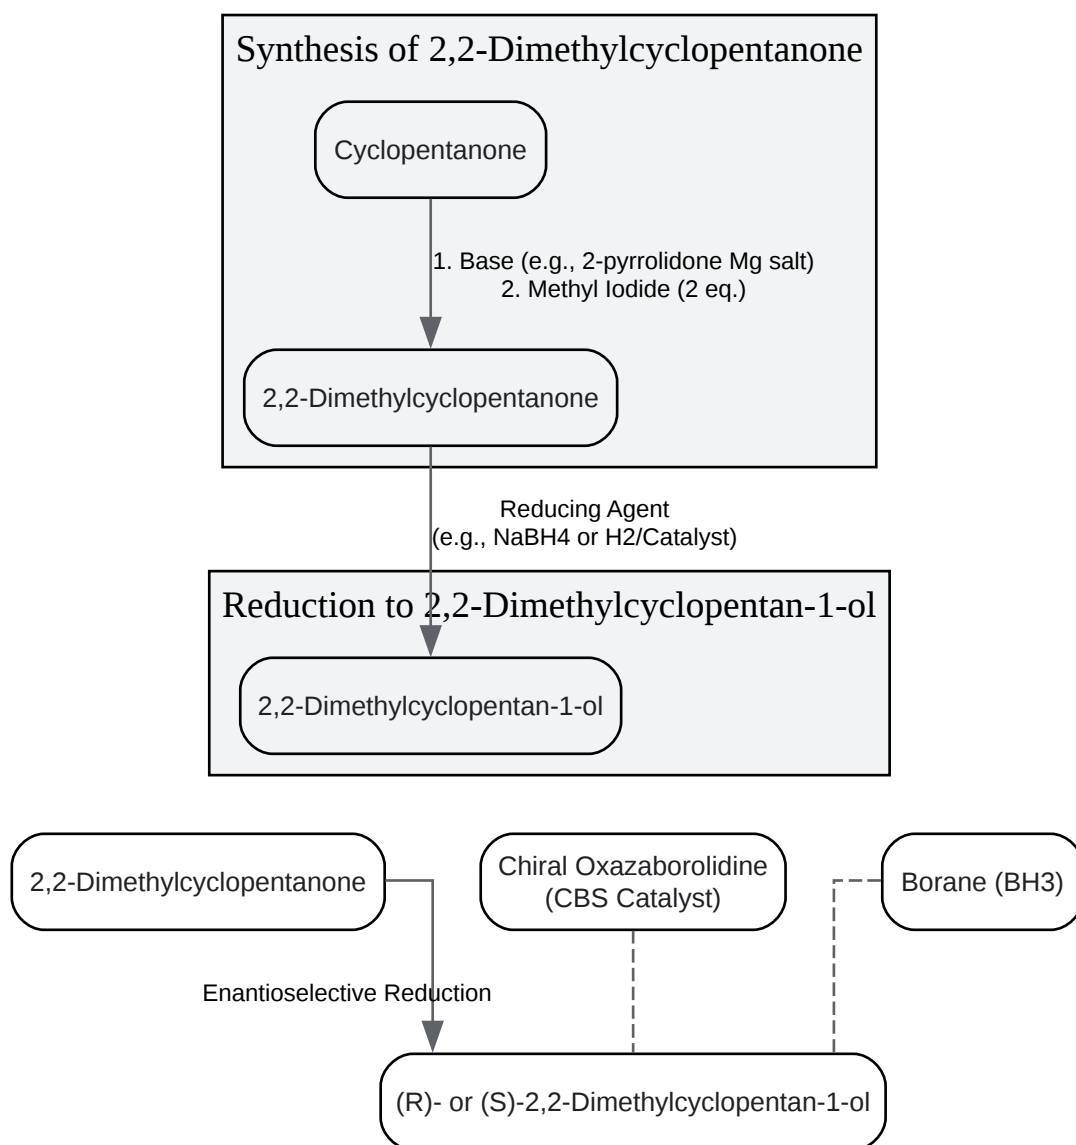 Synthesis of 2,2-Dimethylcyclopentanone
Cyclopentanone
1. Base (e.g., 2-pyrrolidone Mg salt)
2. Methyl Iodide (2 eq.)
2,2-Dimethylcyclopentanone
Reducing Agent
(e.g., NaBH4 or H2/Catalyst)
Reduction to 2,2-Dimethylcyclopentan-1-ol
2,2-Dimethylcyclopentan-1-ol
2,2-Dimethylcyclopentanone
Chiral Oxazaborolidine
(CBS Catalyst)
Borane (BH3)
Enantioselective Reduction
(R)- or (S)-2,2-Dimethylcyclopentan-1-ol